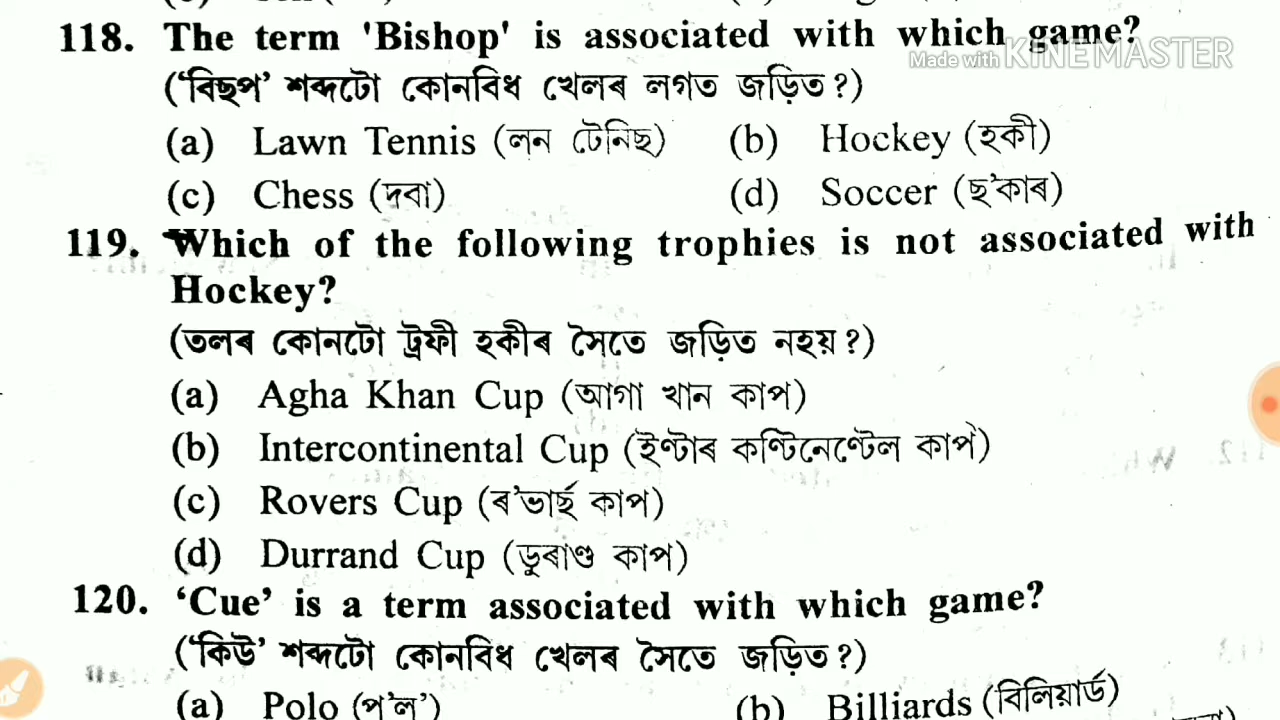 118. The term 'Bishop' is associated with which game?
Made with KINEMASTER
(‘বিছপ’ শব্দটো কোনবিধ খেলৰ লগত জড়িত?)
(a) Lawn Tennis (লন টেনিছ) (b) Hockey (হকী)
(c) Chess (দবা) (d) Soccer (ছ’কাৰ)
119. Which of the following trophies is not associated with
Hockey?
(তলৰ কোনটো ট্ৰফী হকীৰ সৈতে জড়িত নহয়?)
(a) Agha Khan Cup (আগা খান কাপ)
(b) Intercontinental Cup (ইণ্টাৰ কণ্টিনেণ্টেল কাপ)
(c) Rovers Cup (ৰ’ভাৰ্ছ কাপ)
(d) Durrand Cup (ডুৰাণ্ড কাপ)
120. ‘Cue’ is a term associated with which game?
(‘কিউ’ শব্দটো কোনবিধ খেলৰ সৈতে জড়িত?)
(a) Polo (প’ল’) (b) Billiards (বিলিয়াৰ্ড)